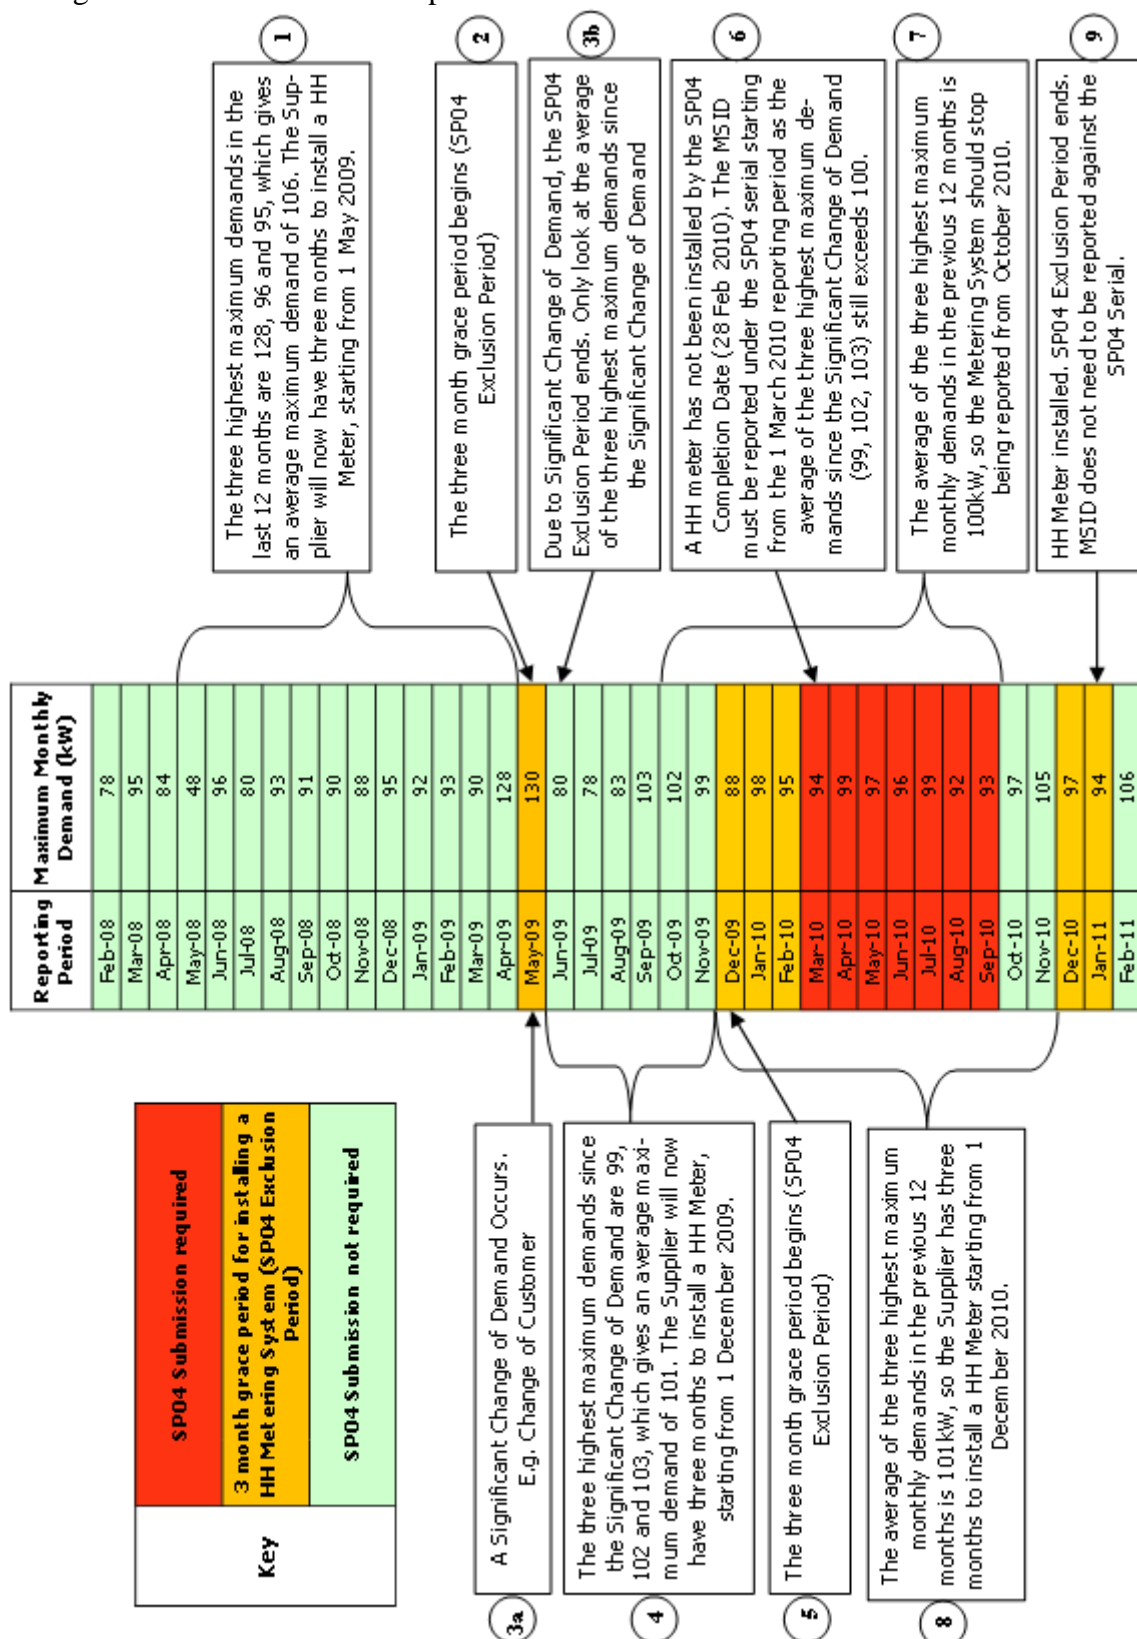 Key
SP04 Submission required
3 month grace period for installing a
HH Metering System (SP04 Exclusion
Period)
SP04 Submission not required
3a
A Significant Change of Demand Occurs.
E.g. Change of Customer
4
The three highest maximum demands since
the Significant Change of Demand are 99,
102 and 103, which gives an average maxi-
mum demand of 101. The Supplier will now
have three months to install a HH Meter,
starting from 1 December 2009.
5
The three month grace period begins (SP04
Exclusion Period)
8
The average of the three highest maximum
monthly demands in the previous 12
months is 101kW, so the Supplier has three
months to install a HH Meter starting from 1
December 2010.
Reporting Period Maximum Monthly Demand (kW)
Feb-08 78
Mar-08 95
Apr-08 84
May-08 48
Jun-08 96
Jul-08 80
Aug-08 93
Sep-08 91
Oct-08 90
Nov-08 88
Dec-08 95
Jan-09 92
Feb-09 93
Mar-09 90
Apr-09 128
May-09 130
Jun-09 80
Jul-09 78
Aug-09 83
Sep-09 103
Oct-09 102
Nov-09 99
Dec-09 88
Jan-10 98
Feb-10 95
Mar-10 94
Apr-10 99
May-10 97
Jun-10 96
Jul-10 99
Aug-10 92
Sep-10 93
Oct-10 97
Nov-10 105
Dec-10 97
Jan-11 94
Feb-11 106
1
The three highest maximum demands in the
last 12 months are 128, 96 and 95, which gives
an average maximum demand of 106. The Sup-
plier will now have three months to install a HH
Meter, starting from 1 May 2009.
2
The three month grace period begins (SP04
Exclusion Period)
3b
Due to Significant Change of Demand, the SP04
Exclusion Period ends. Only look at the average
of the three highest maximum demands since
the Significant Change of Demand
6
A HH meter has not been installed by the SP04
Completion Date (28 Feb 2010). The MSID
must be reported under the SP04 serial starting
from the 1 March 2010 reporting period as the
average of the three highest maximum de-
mands since the Significant Change of Demand
(99, 102, 103) still exceeds 100.
7
The average of the three highest maximum
monthly demands in the previous 12 months is
100kW, so the Metering System should stop
being reported from October 2010.
9
HH Meter installed. SP04 Exclusion Period ends.
MSID does not need to be reported against the
SP04 Serial.